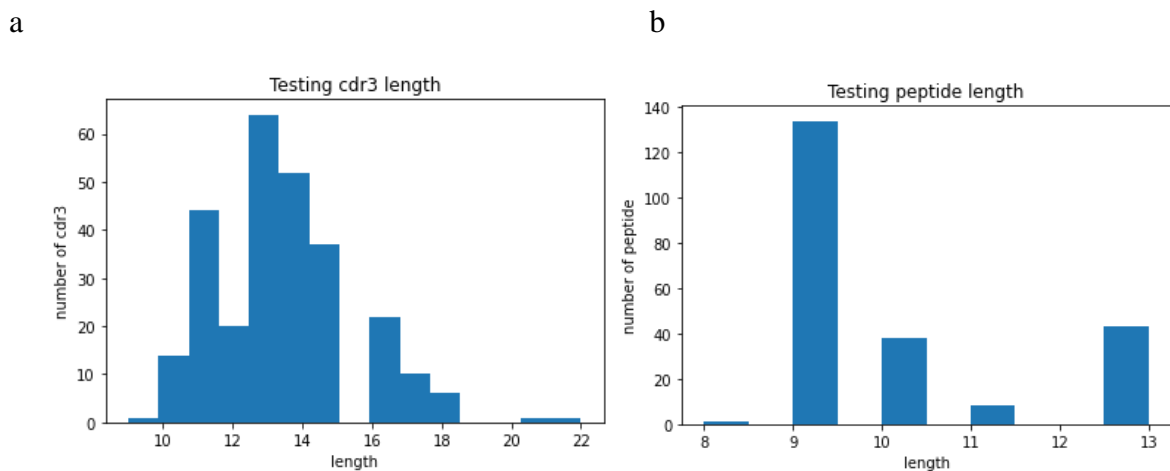 a
b
Testing cdr3 length
60
50
40
30
20
10
0
number of cdr3
10 12 14 16 18 20 22
length
Testing peptide length
140
120
100
80
60
40
20
0
number of peptide
8 9 10 11 12 13
length